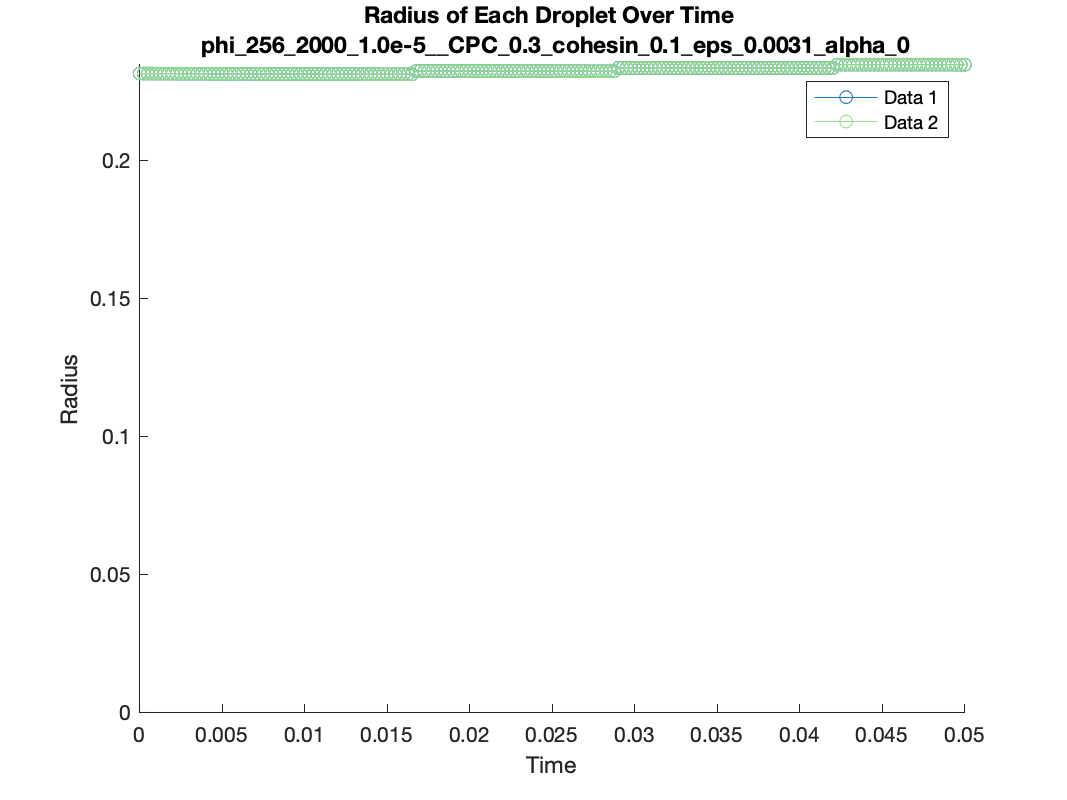 Radius of Each Droplet Over Time
phi_256_2000_1.0e-5__CPC_0.3_cohesin_0.1_eps_0.0031_alpha_0
Data 1
Data 2
0.2
0.15
0.1
0.05
0
Radius
0 0.005 0.01 0.015 0.02 0.025 0.03 0.035 0.04 0.045 0.05
Time